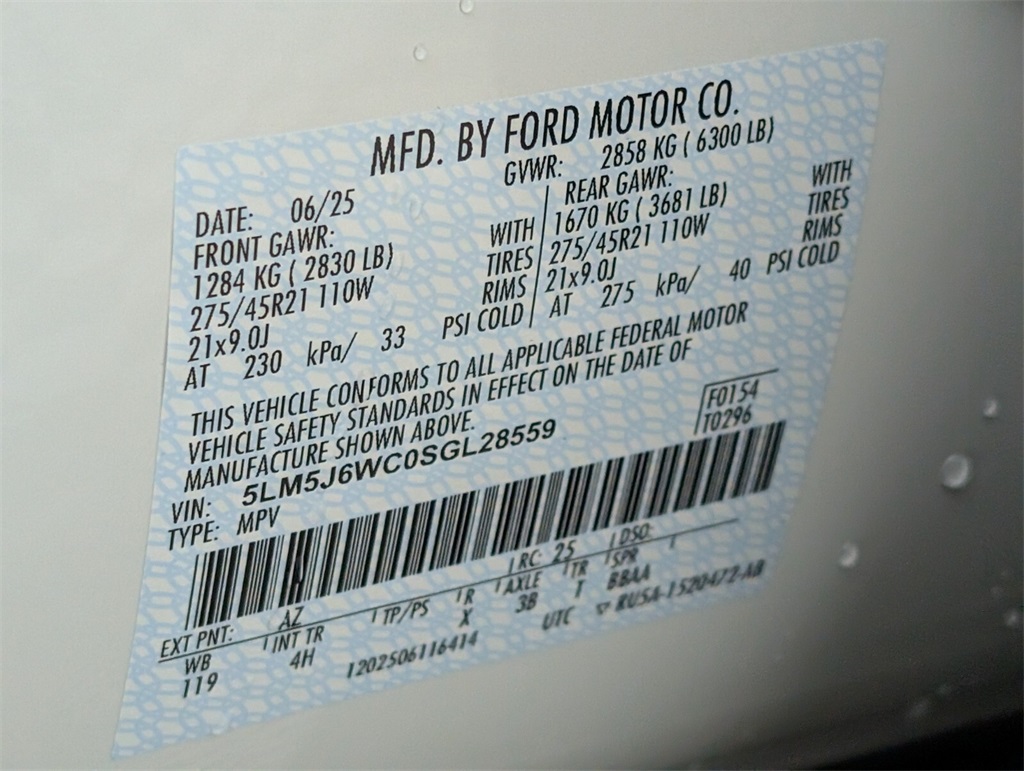 MFD. BY FORD MOTOR CO.
DATE: 06/25
GVWR: 2858 KG ( 6300 LB)
FRONT GAWR:
1284 KG ( 2830 LB) WITH
275/45R21 110W TIRES
21x9.0J RIMS
AT 230 kPa/ 33 PSI COLD
REAR GAWR: WITH
1670 KG ( 3681 LB) TIRES
275/45R21 110W RIMS
21x9.0J
AT 275 kPa/ 40 PSI COLD
THIS VEHICLE CONFORMS TO ALL APPLICABLE FEDERAL MOTOR
VEHICLE SAFETY STANDARDS IN EFFECT ON THE DATE OF
MANUFACTURE SHOWN ABOVE.
F0154
T0296
VIN: 5LM5J6WC0SGL28559
TYPE: MPV
EXT PNT: AZ RC: 25 DSO:
WB INT TR TP/PS R AXLE TR SPR
119 4H X 3B T BBAA
1202506116414 UTC ▽ RUSA-1520472-AB